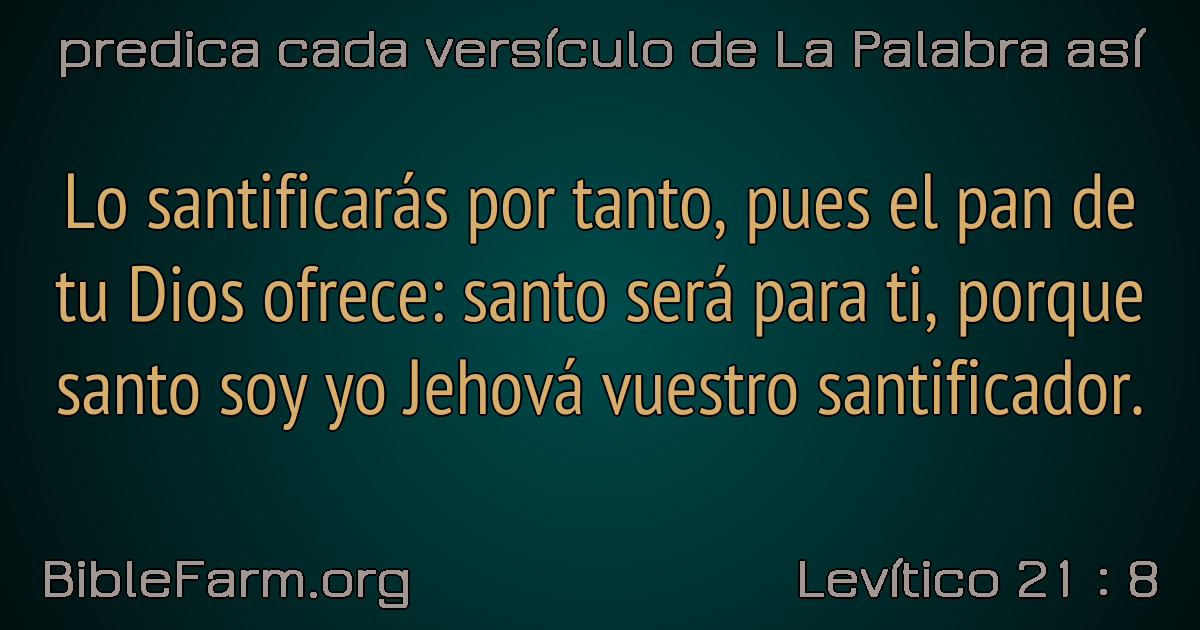 predica cada versículo de La Palabra así
Lo santificarás por tanto, pues el pan de
tu Dios ofrece: santo será para ti, porque
santo soy yo Jehová vuestro santificador.
BibleFarm.org
Levítico 21 : 8